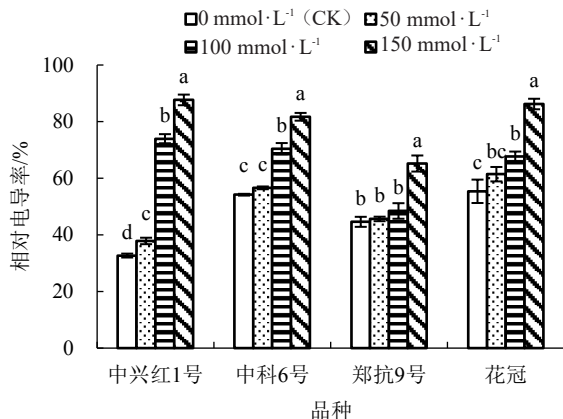 0 mmol·L⁻¹（CK） 50 mmol·L⁻¹
100 mmol·L⁻¹ 150 mmol·L⁻¹
相对电导率/%
100
80
60
40
20
0
d c b a
c c b a
b b b a
c bc b a
中兴红1号 中科6号 郑抗9号 花冠
品种